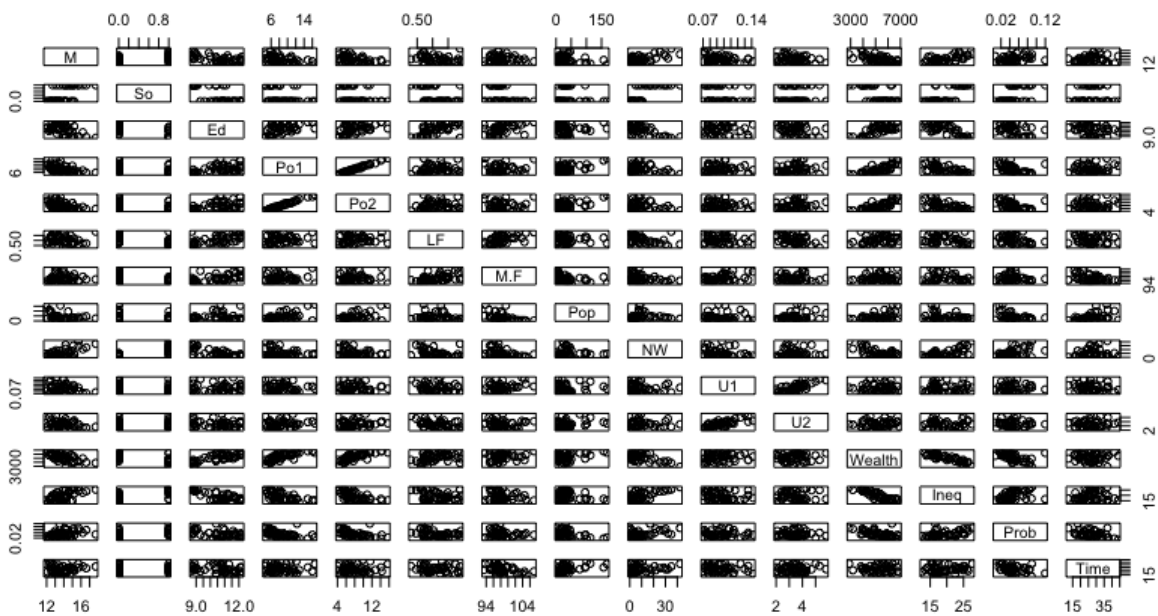 0.0 0.8 6 14 0.50 0 150 0.07 0.14 3000 7000 0.02 0.12
M 12
0.0 So
Ed 9.0
6 Po1
Po2 4
0.50 LF
M.F 94
0 Pop
NW 0
0.07 U1
U2 2
3000 Wealth
Ineq 15
0.02 Prob
Time 15
12 16 9.0 12.0 4 12 94 104 0 30 2 4 15 25 15 35